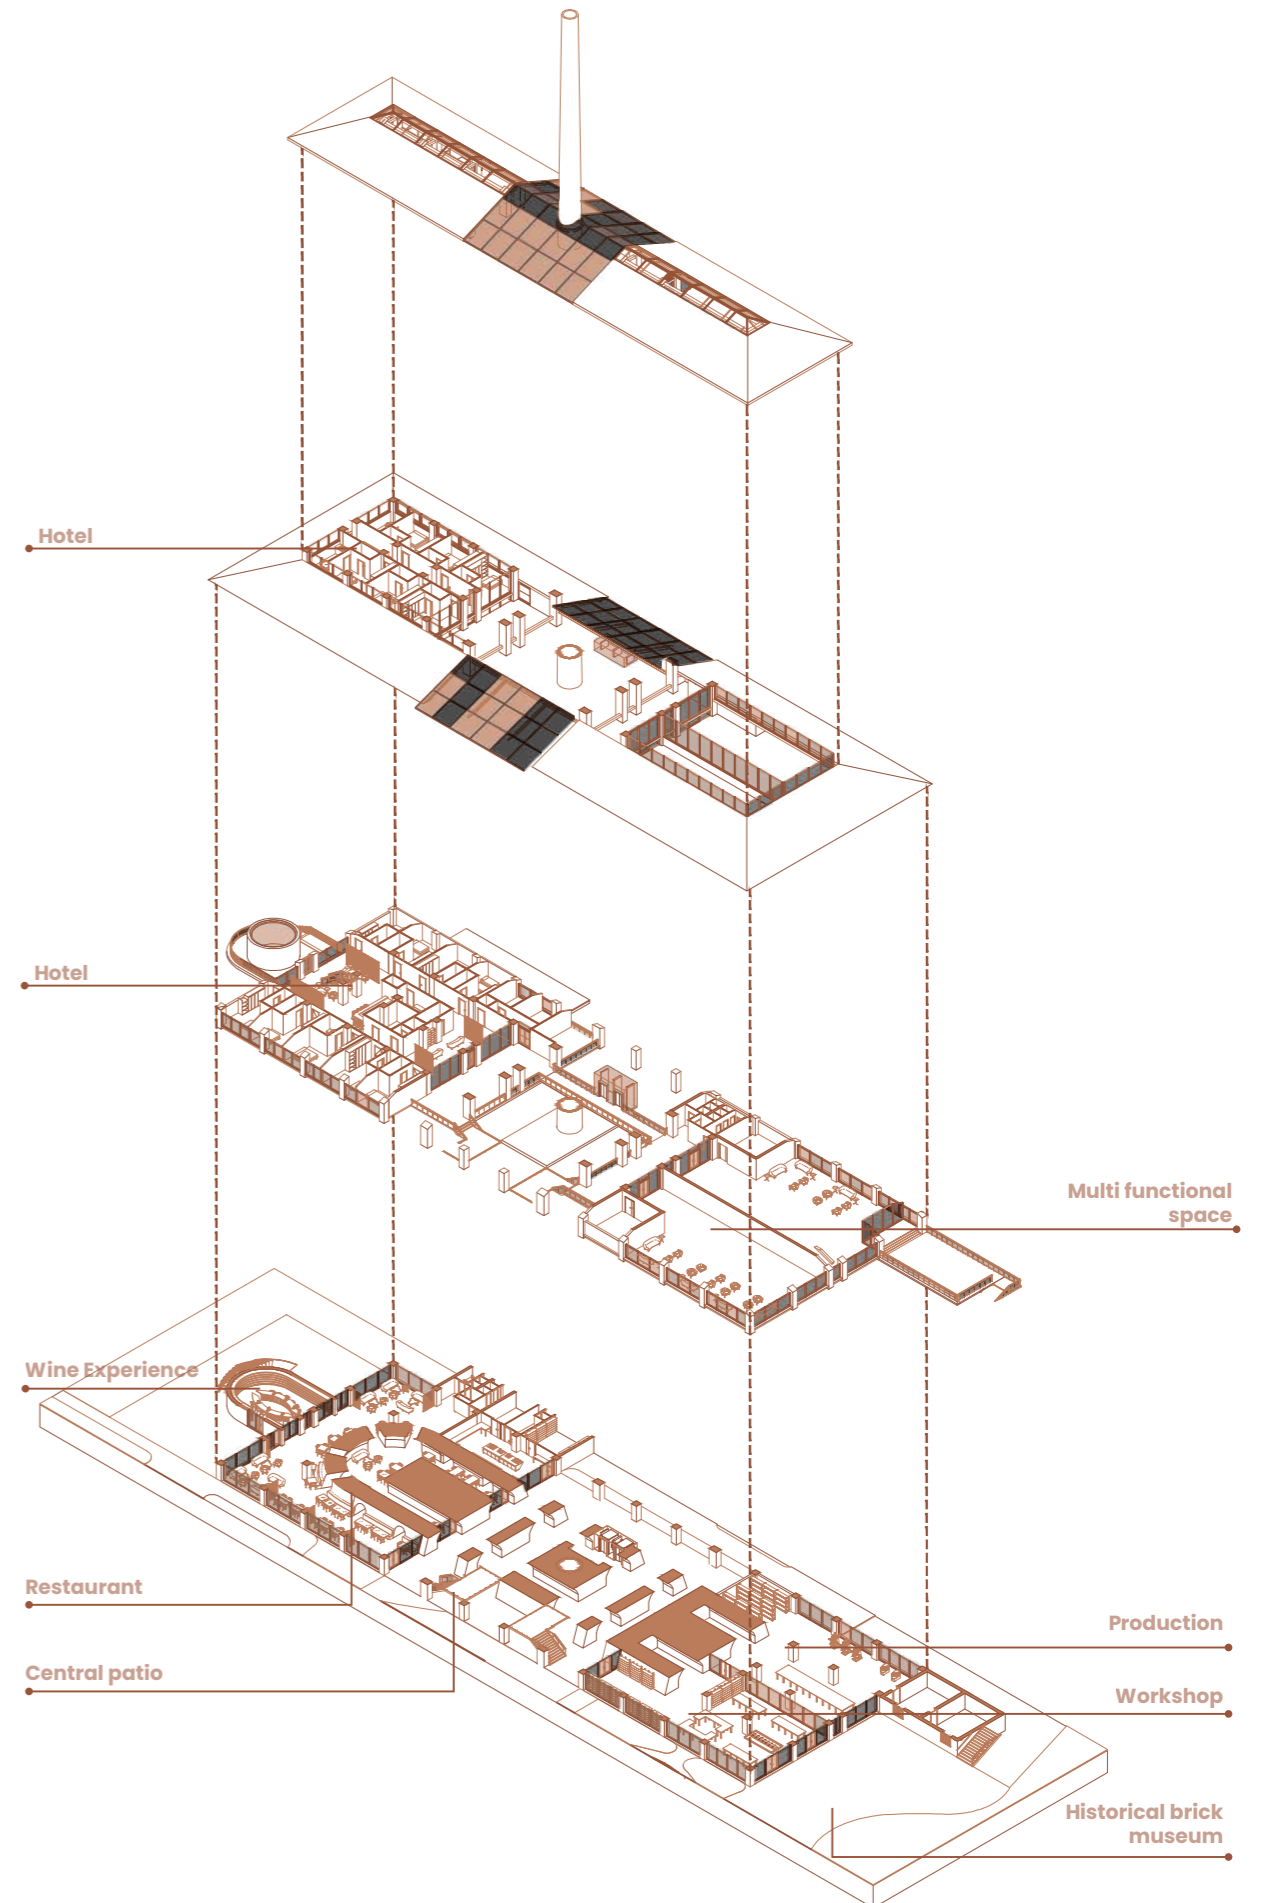 Hotel
Hotel
Multi functional
space
Wine Experience
Restaurant
Production
Central patio
Workshop
Historical brick
museum